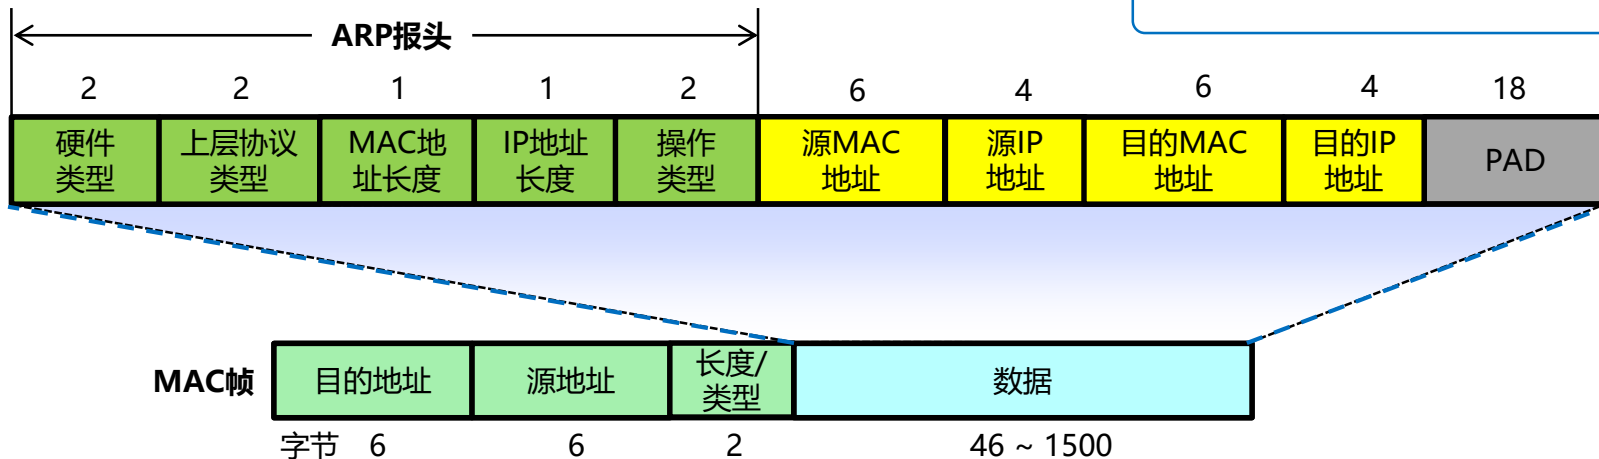 ARP报头
2 2 1 1 2 6 4 6 4 18
硬件类型 上层协议类型 MAC地址长度 IP地址长度 操作类型 源MAC地址 源IP地址 目的MAC地址 目的IP地址 PAD
MAC帧 目的地址 源地址 长度/类型 数据
字节 6 6 2 46 ~ 1500